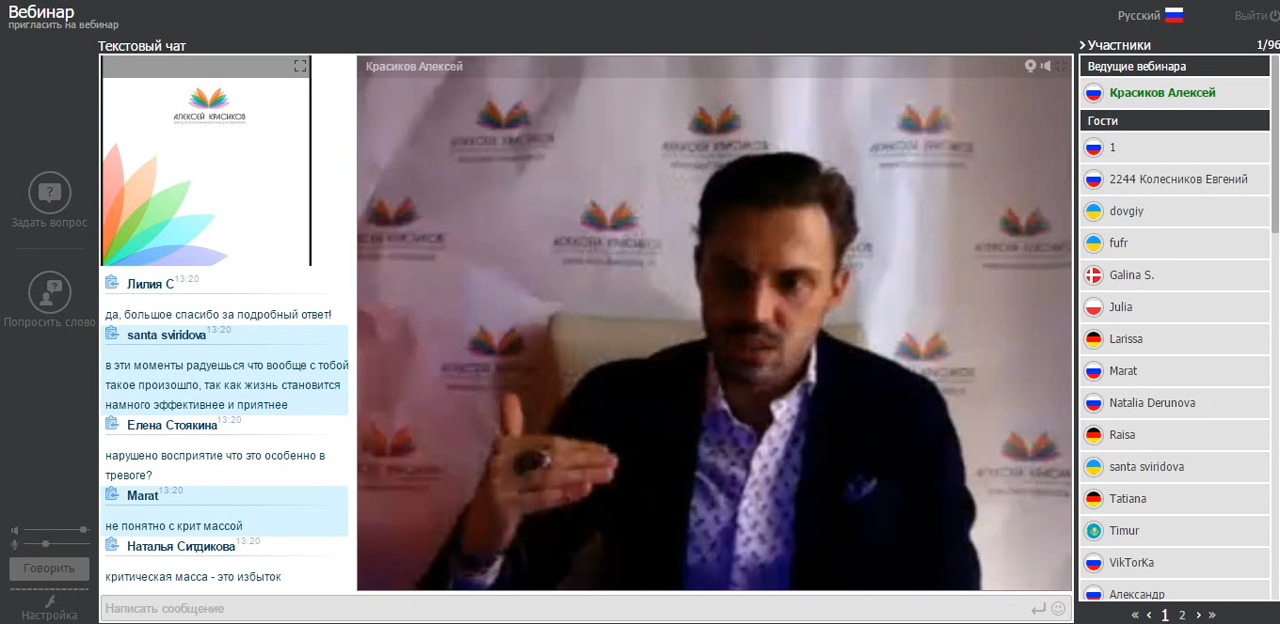 Вебинар
пригласить на вебинар
Русский
Выйти
Текстовый чат
Участники
1/96
АЛЕКСЕЙ КРАСИКОВ
Задать вопрос
Попросить слово
Говорить
Настройка
Лилия С 13:20
да, большое спасибо за подробный ответ!
santa sviridova 13:20
в эти моменты радуешься что вообще с тобой
такое произошло, так как жизнь становится
намного эффективнее и приятнее
Елена Стоякина 13:20
нарушено восприятие что это особенно в
тревоге?
Marat 13:20
не понятно с крит массой
Наталья Ситдикова 13:20
критическая масса - это избыток
Написать сообщение
Красиков Алексей
Ведущие вебинара
Красиков Алексей
Гости
1
2244 Колесников Евгений
dovgiy
fufr
Galina S.
Julia
Larissa
Marat
Natalia Derunova
Raisa
santa sviridova
Tatiana
Timur
VikTorKa
Александр
« ‹ 1 2 › »